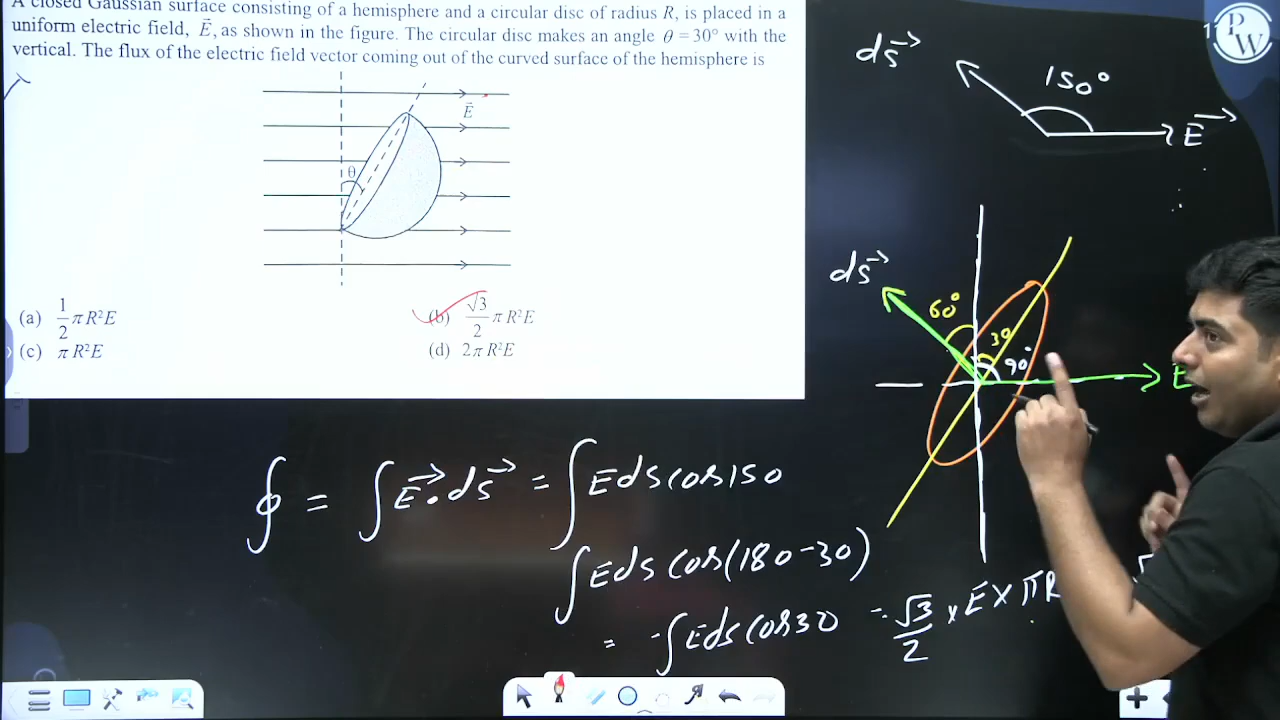 A closed Gaussian surface consisting of a hemisphere and a circular disc of radius R, is placed in a
uniform electric field, E⃗, as shown in the figure. The circular disc makes an angle θ = 30° with the
vertical. The flux of the electric field vector coming out of the curved surface of the hemisphere is
E⃗
θ
(a) 1/2 πR²E
(b) √3/2 πR²E
(c) πR²E
(d) 2πR²E
ds⃗
150°
E⃗
PW
ds⃗
60°
30
90°
E
ϕ = ∫E⃗.ds⃗ = ∫Eds cos150
∫Eds cos(180-30)
= -∫Eds cos30 = -√3/2 × E × πR